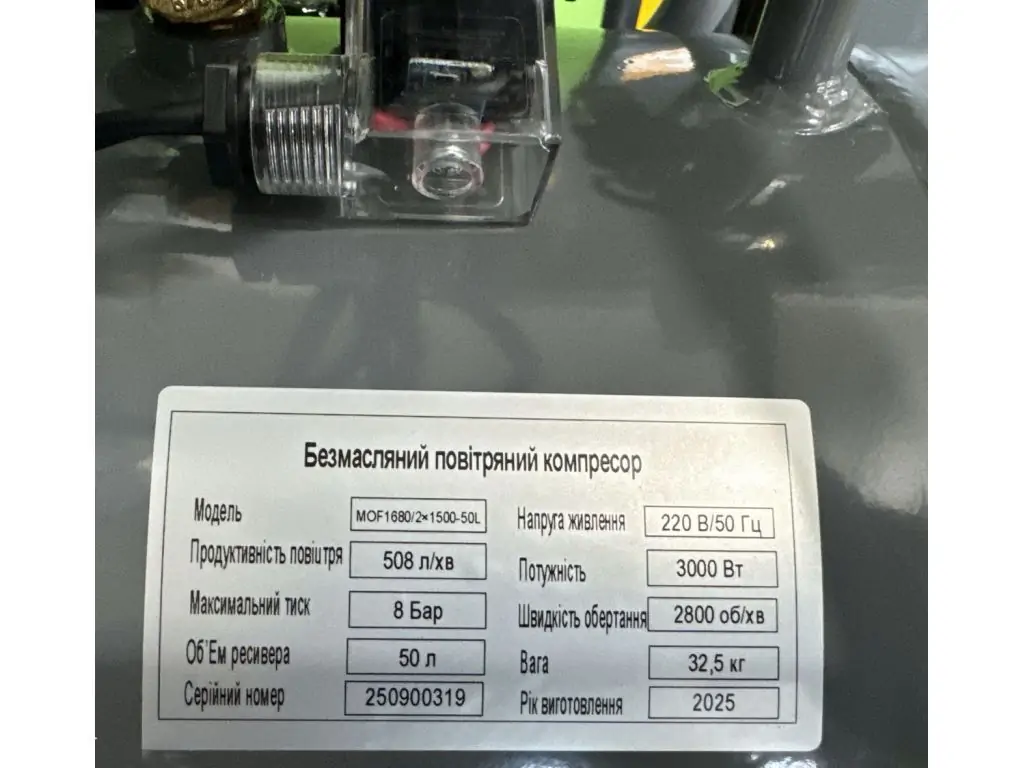 Безмасляний повітряний компресор
Модель MOF1680/2×1500-50L
Продуктивність повіштря 508 л/хв
Максимальний тиск 8 Бар
Об'Ем ресивера 50 л
Серійний номер 250900319
Напруга живлення 220 В/50 Гц
Потужність 3000 Вт
Швидкість обертання 2800 об/хв
Вага 32,5 кг
Рік виготовлення 2025